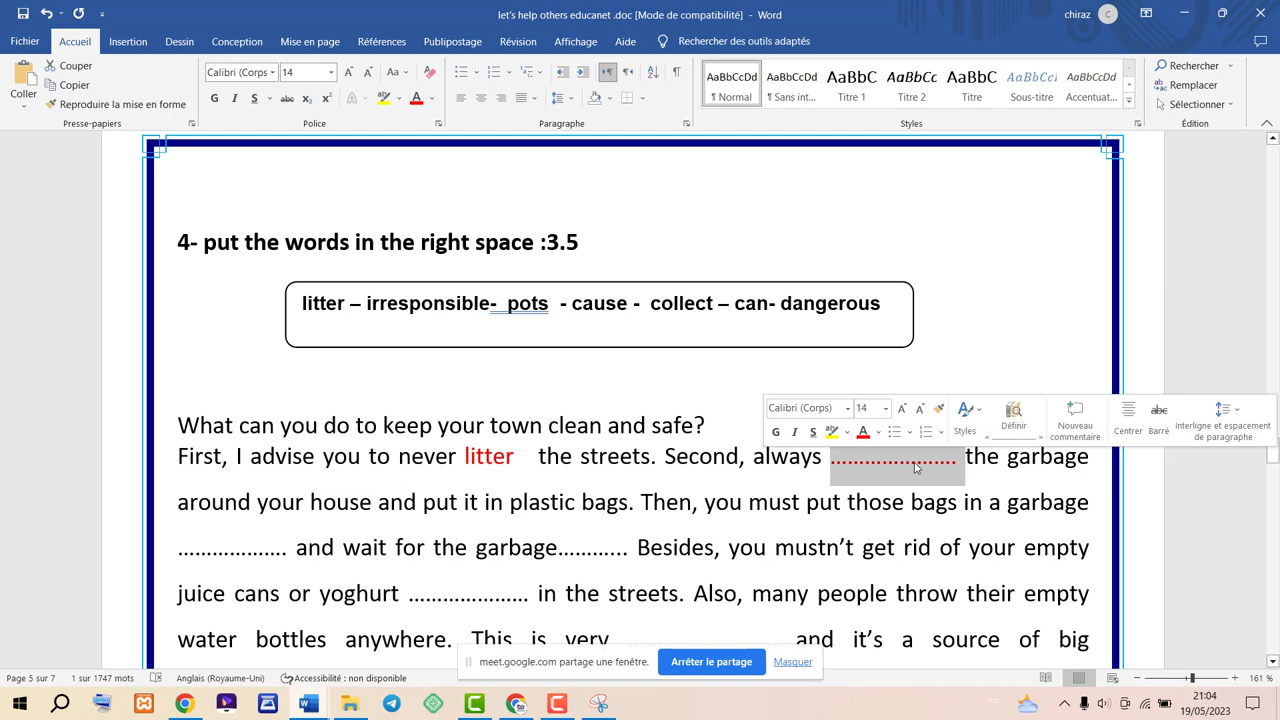 let's help others educanet .doc [Mode de compatibilité] – Word
chiraz
C
Fichier
Accueil
Insertion
Dessin
Conception
Mise en page
Références
Publipostage
Révision
Affichage
Aide
Rechercher des outils adaptés
Coller
Couper
Copier
Reproduire la mise en forme
Presse-papiers
Calibri (Corps)
14
Police
Paragraphe
AaBbCcDd
AaBbCcDd
AaBbC
AaBbCc
AaBbC
AaBbCcI
AaBbCcDd
¶ Normal
¶ Sans int...
Titre 1
Titre 2
Titre
Sous-titre
Accentuat...
Styles
Rechercher
Remplacer
Sélectionner
Édition
4- put the words in the right space :3.5
litter – irresponsible- pots - cause - collect – can- dangerous
Calibri (Corps)
14
Styles
Définir
Nouveau commentaire
Centrer
Barré
Interligne et espacement de paragraphe
What can you do to keep your town clean and safe?
First, I advise you to never litter the streets. Second, always ...................... the garbage
around your house and put it in plastic bags. Then, you must put those bags in a garbage
................... and wait for the garbage............ Besides, you mustn't get rid of your empty
juice cans or yoghurt ..................... in the streets. Also, many people throw their empty
water bottles anywhere. This is very and it's a source of big
meet.google.com partage une fenêtre.
Arrêter le partage
Masquer
Page 5 sur 7
1 sur 1747 mots
Anglais (Royaume-Uni)
Accessibilité : non disponible
161 %
21:04
19/05/2023